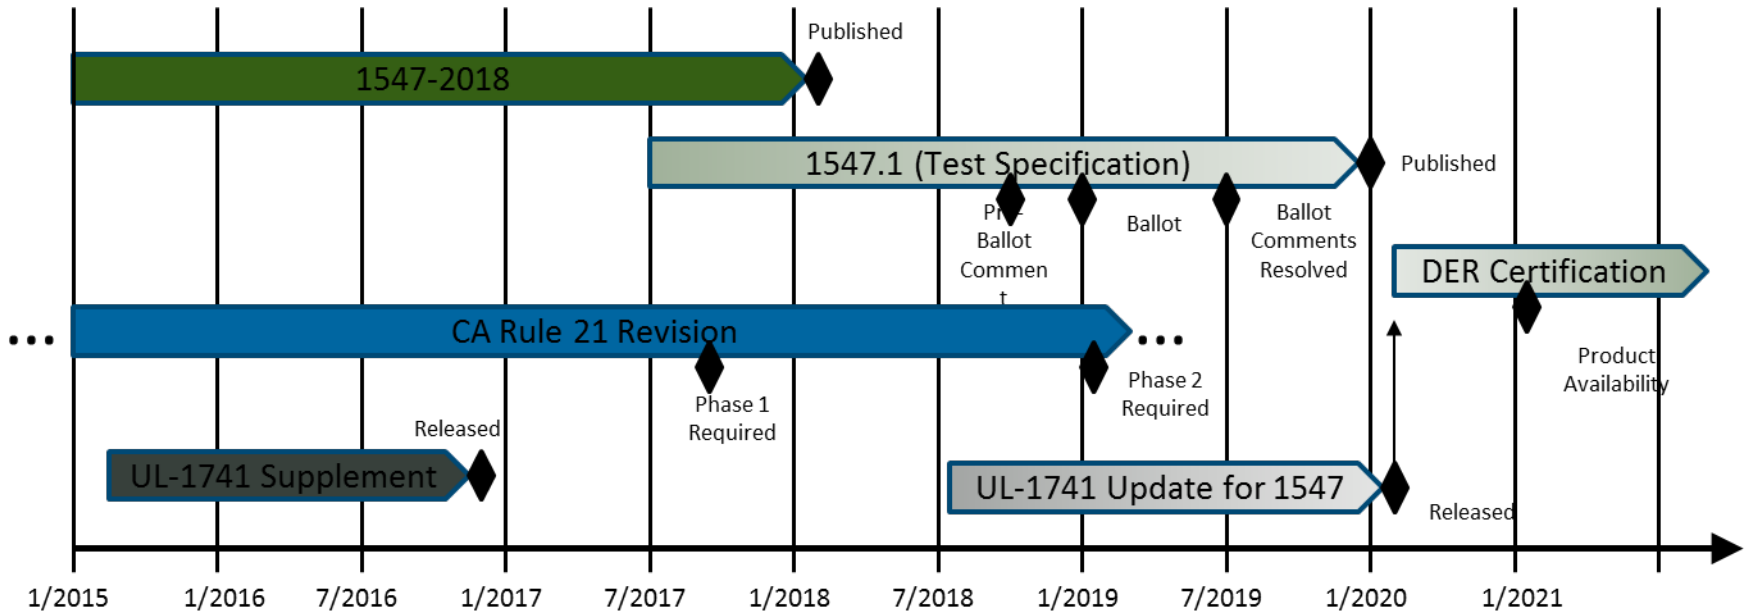 Published
1547-2018
1547.1 (Test Specification)
Published
Pre-
Ballot
Commen
t
Ballot
Ballot
Comments
Resolved
DER Certification
Product
Availability
... CA Rule 21 Revision ...
Phase 1
Required
Phase 2
Required
Released
UL-1741 Supplement
UL-1741 Update for 1547
Released
1/2015 1/2016 7/2016 1/2017 7/2017 1/2018 7/2018 1/2019 7/2019 1/2020 1/2021